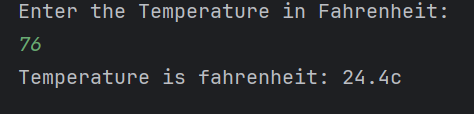 Enter the Temperature in Fahrenheit:
76
Temperature is fahrenheit: 24.4c